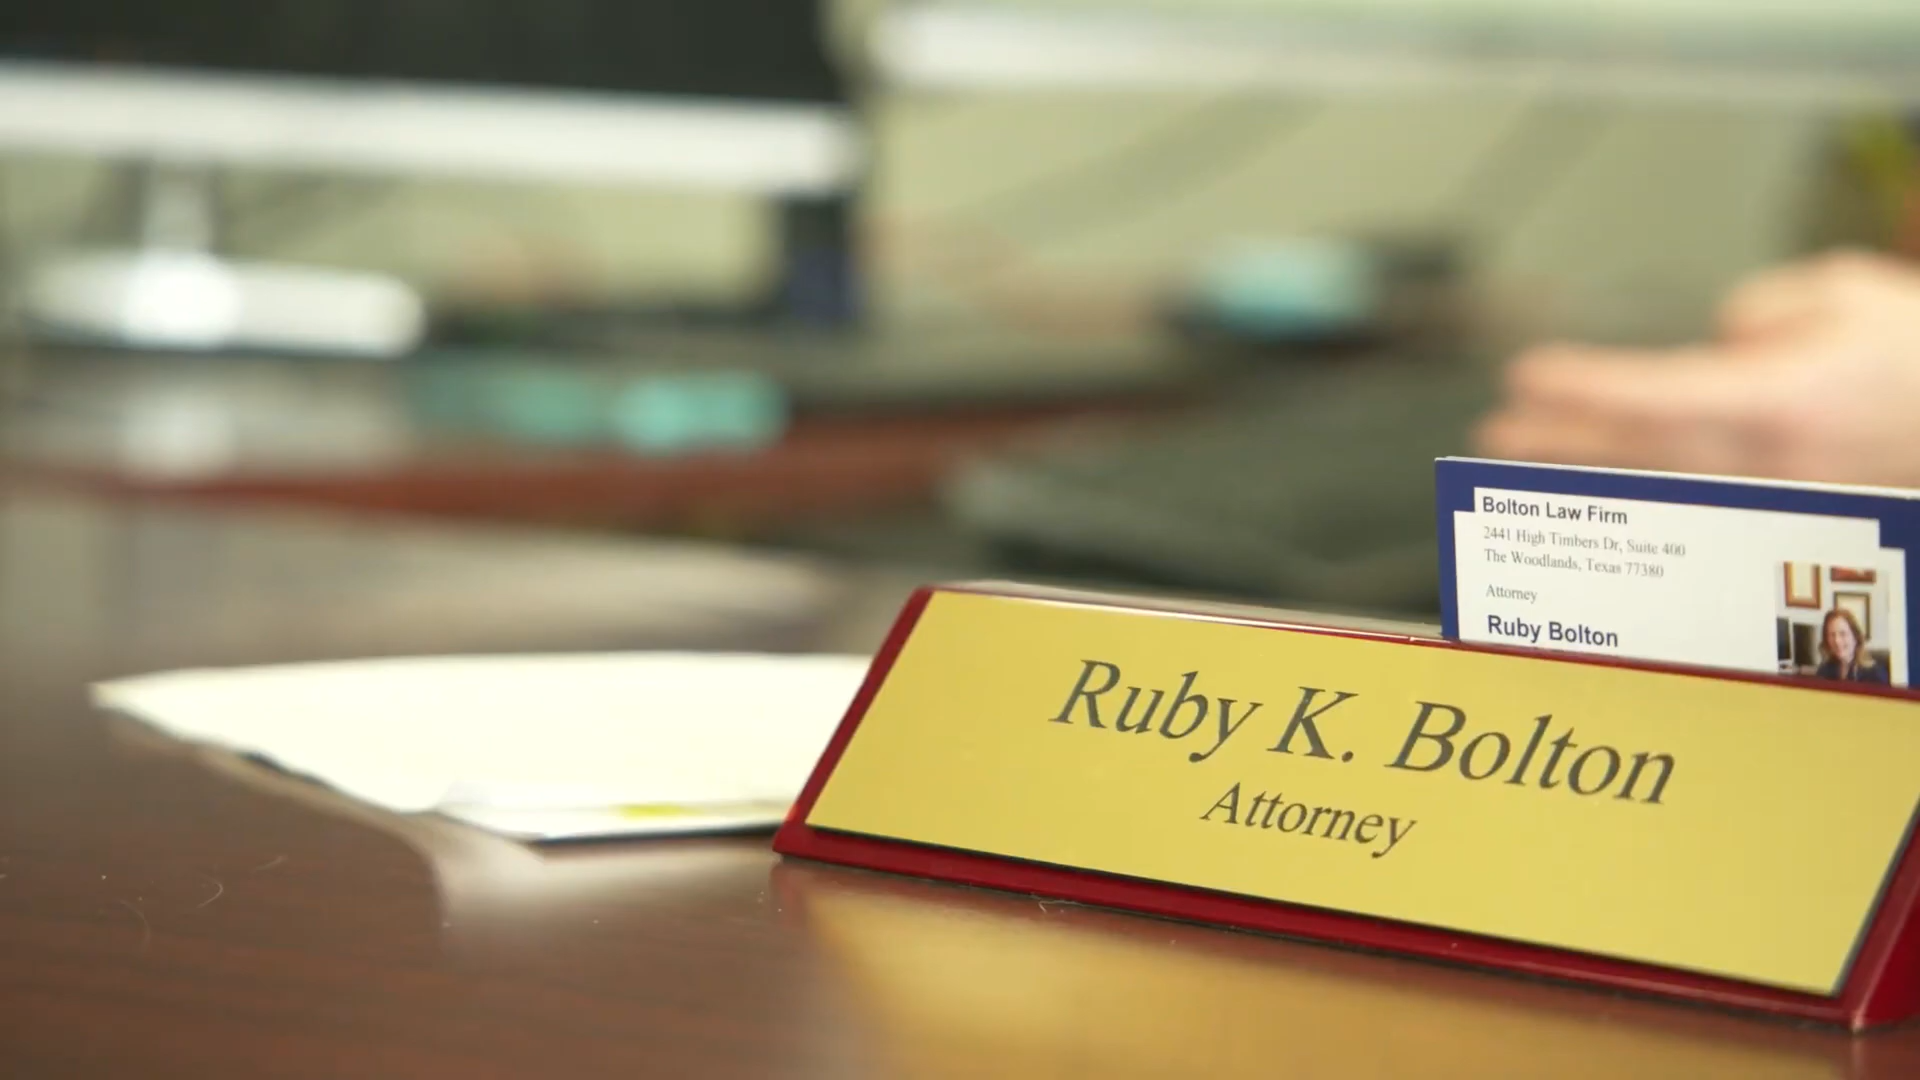 Bolton Law Firm
2441 High Timbers Dr, Suite 400
The Woodlands, Texas 77380
Attorney
Ruby Bolton
Ruby K. Bolton
Attorney